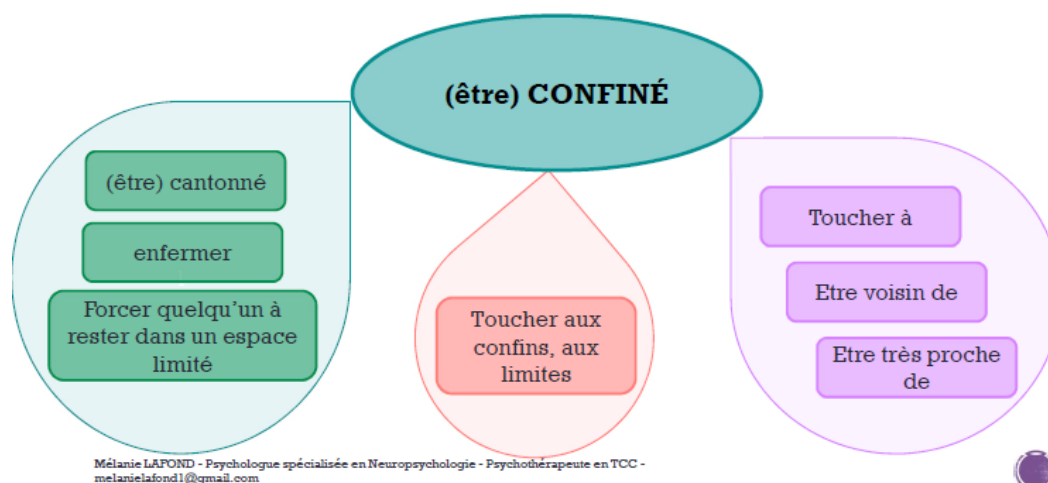 (être) CONFINÉ
(être) cantonné
enfermer
Forcer quelqu’un à
rester dans un espace
limité
Toucher aux
confins, aux
limites
Toucher à
Etre voisin de
Etre très proche
de
Mélanie LAFOND - Psychologue spécialisée en Neuropsychologie - Psychothérapeute en TCC -
melanielafond1@gmail.com